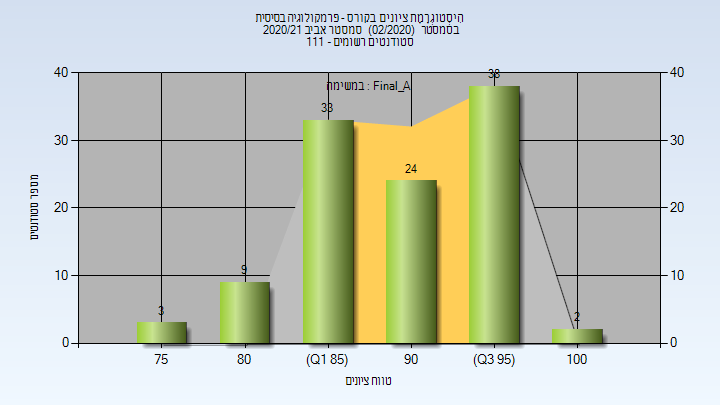 היסטוגרמת ציונים בקורס - פרמקולוגיה בסיסית
בסמסטר (02/2020) סמסטר אביב 2020/21
סטודנטים רשומים - 111
במשימה : Final_A
מספר סטודנטים
40
30
20
10
0
40
30
20
10
0
3
9
33
24
38
2
75
80
(Q1 85)
90
(Q3 95)
100
טווח ציונים